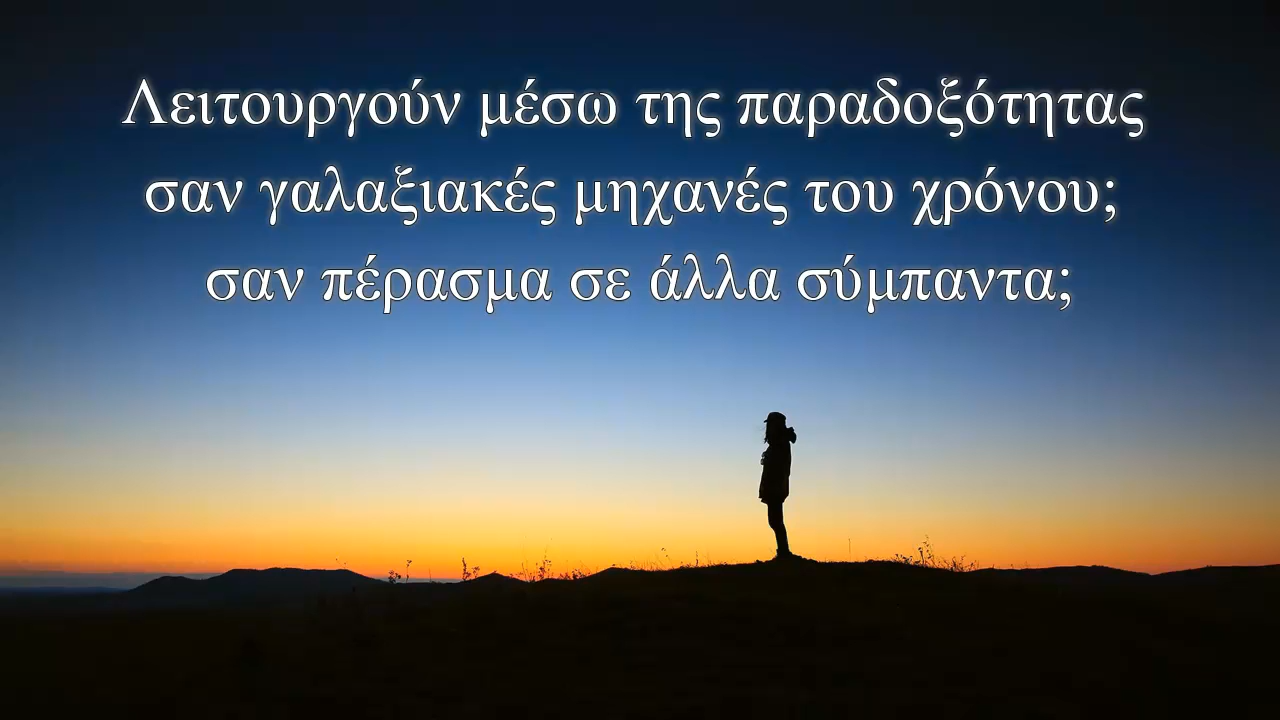 Λειτουργούν μέσω της παραδοξότητας
σαν γαλαξιακές μηχανές του χρόνου;
σαν πέρασμα σε άλλα σύμπαντα;